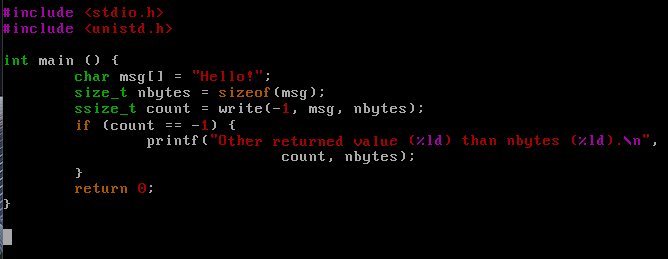 #include <stdio.h>
#include <unistd.h>
int main () {
char msg[] = "Hello!";
size_t nbytes = sizeof(msg);
ssize_t count = write(-1, msg, nbytes);
if (count == -1) {
printf("Other returned value (%ld) than nbytes (%ld).\n",
count, nbytes);
}
return 0;
}